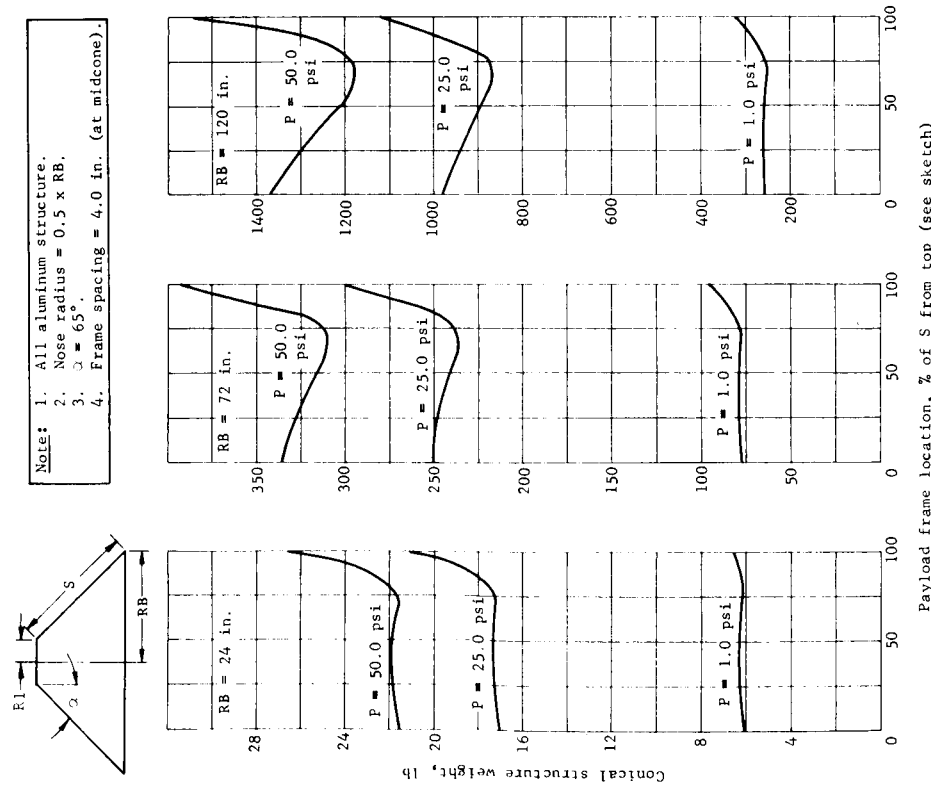 Note: 1. All aluminum structure.
2. Nose radius = 0.5 x RB.
3. α = 65°.
4. Frame spacing = 4.0 in. (at midcone).
R1
α
S
RB
Conical structure weight, lb
RB = 24 in.
P = 50.0 psi
P = 25.0 psi
P = 1.0 psi
28
24
20
16
8
4
0
50
100
RB = 72 in.
P = 50.0
psi
P = 25.0 psi
P = 1.0 psi
350
300
250
200
100
50
0
50
100
RB = 120 in.
P = 50.0
psi
P = 25.0
psi
P = 1.0 psi
1400
1200
1000
800
400
200
0
50
100
Payload frame location, % of S from top (see sketch)